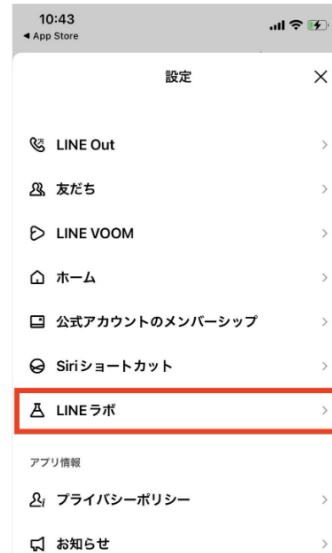 10:43
App Store
設定
LINE Out
友だち
LINE VOOM
ホーム
公式アカウントのメンバーシップ
Siriショートカット
LINEラボ
アプリ情報
プライバシーポリシー
お知らせ